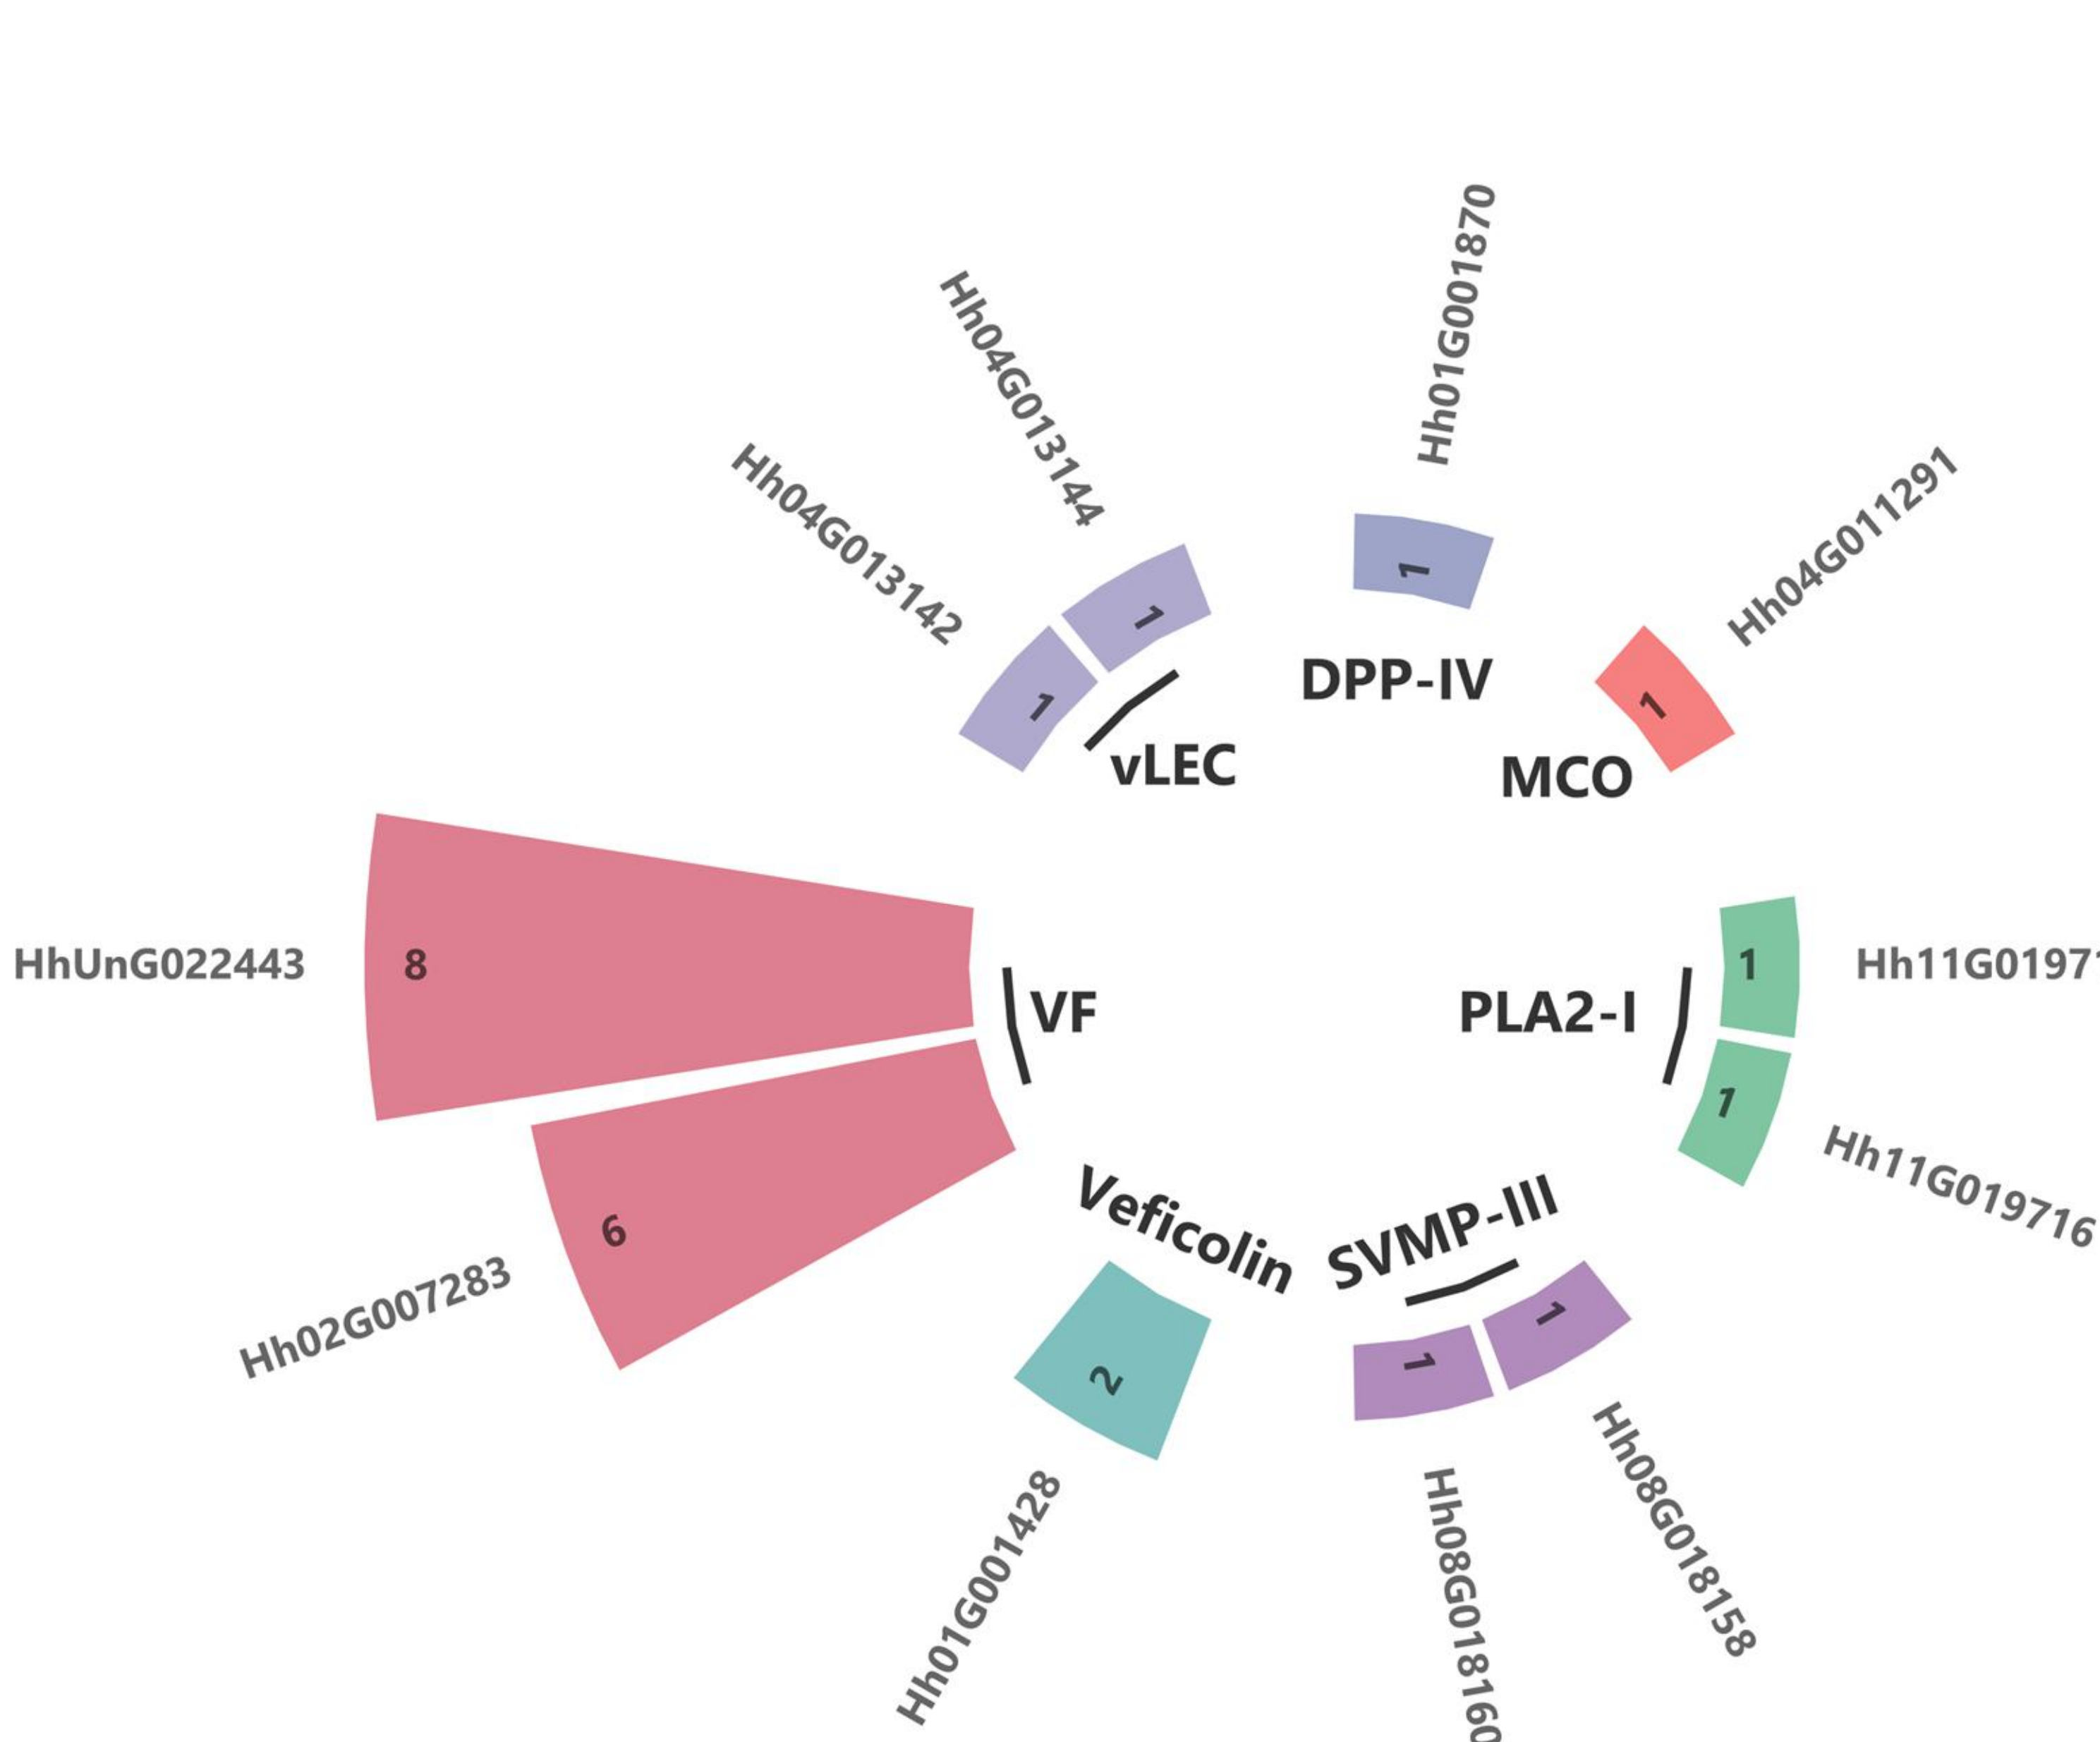 Hh01G001870
1
DPP-IV
Hh04G011291
1
MCO
1
PLA2-I
1
Hh11G019716
SVMP-III
1
Hh08G018158
1
Hh08G018160
Veficolin
2
Hh01G001428
VF
6
Hh02G007283
8
HhUnG022443
vLEC
1
Hh04G013142
1
Hh04G013144